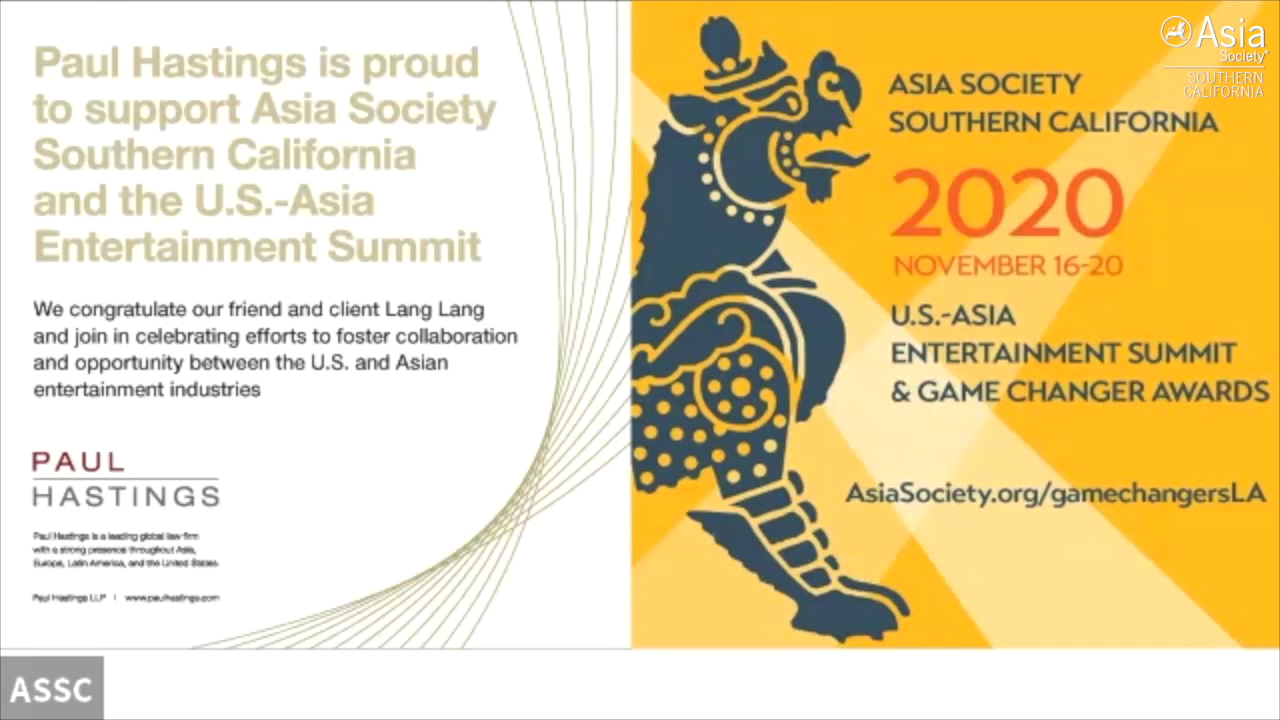 Paul Hastings is proud
to support Asia Society
Southern California
and the U.S.-Asia
Entertainment Summit
We congratulate our friend and client Lang Lang
and join in celebrating efforts to foster collaboration
and opportunity between the U.S. and Asian
entertainment industries
PAUL
HASTINGS
Paul Hastings is a leading global law firm
with a strong presence throughout Asia,
Europe, Latin America, and the United States.
Paul Hastings LLP | www.paulhastings.com
Asia
Society
SOUTHERN
CALIFORNIA
ASIA SOCIETY
SOUTHERN CALIFORNIA
2020
NOVEMBER 16-20
U.S.-ASIA
ENTERTAINMENT SUMMIT
& GAME CHANGER AWARDS
AsiaSociety.org/gamechangersLA
ASSC